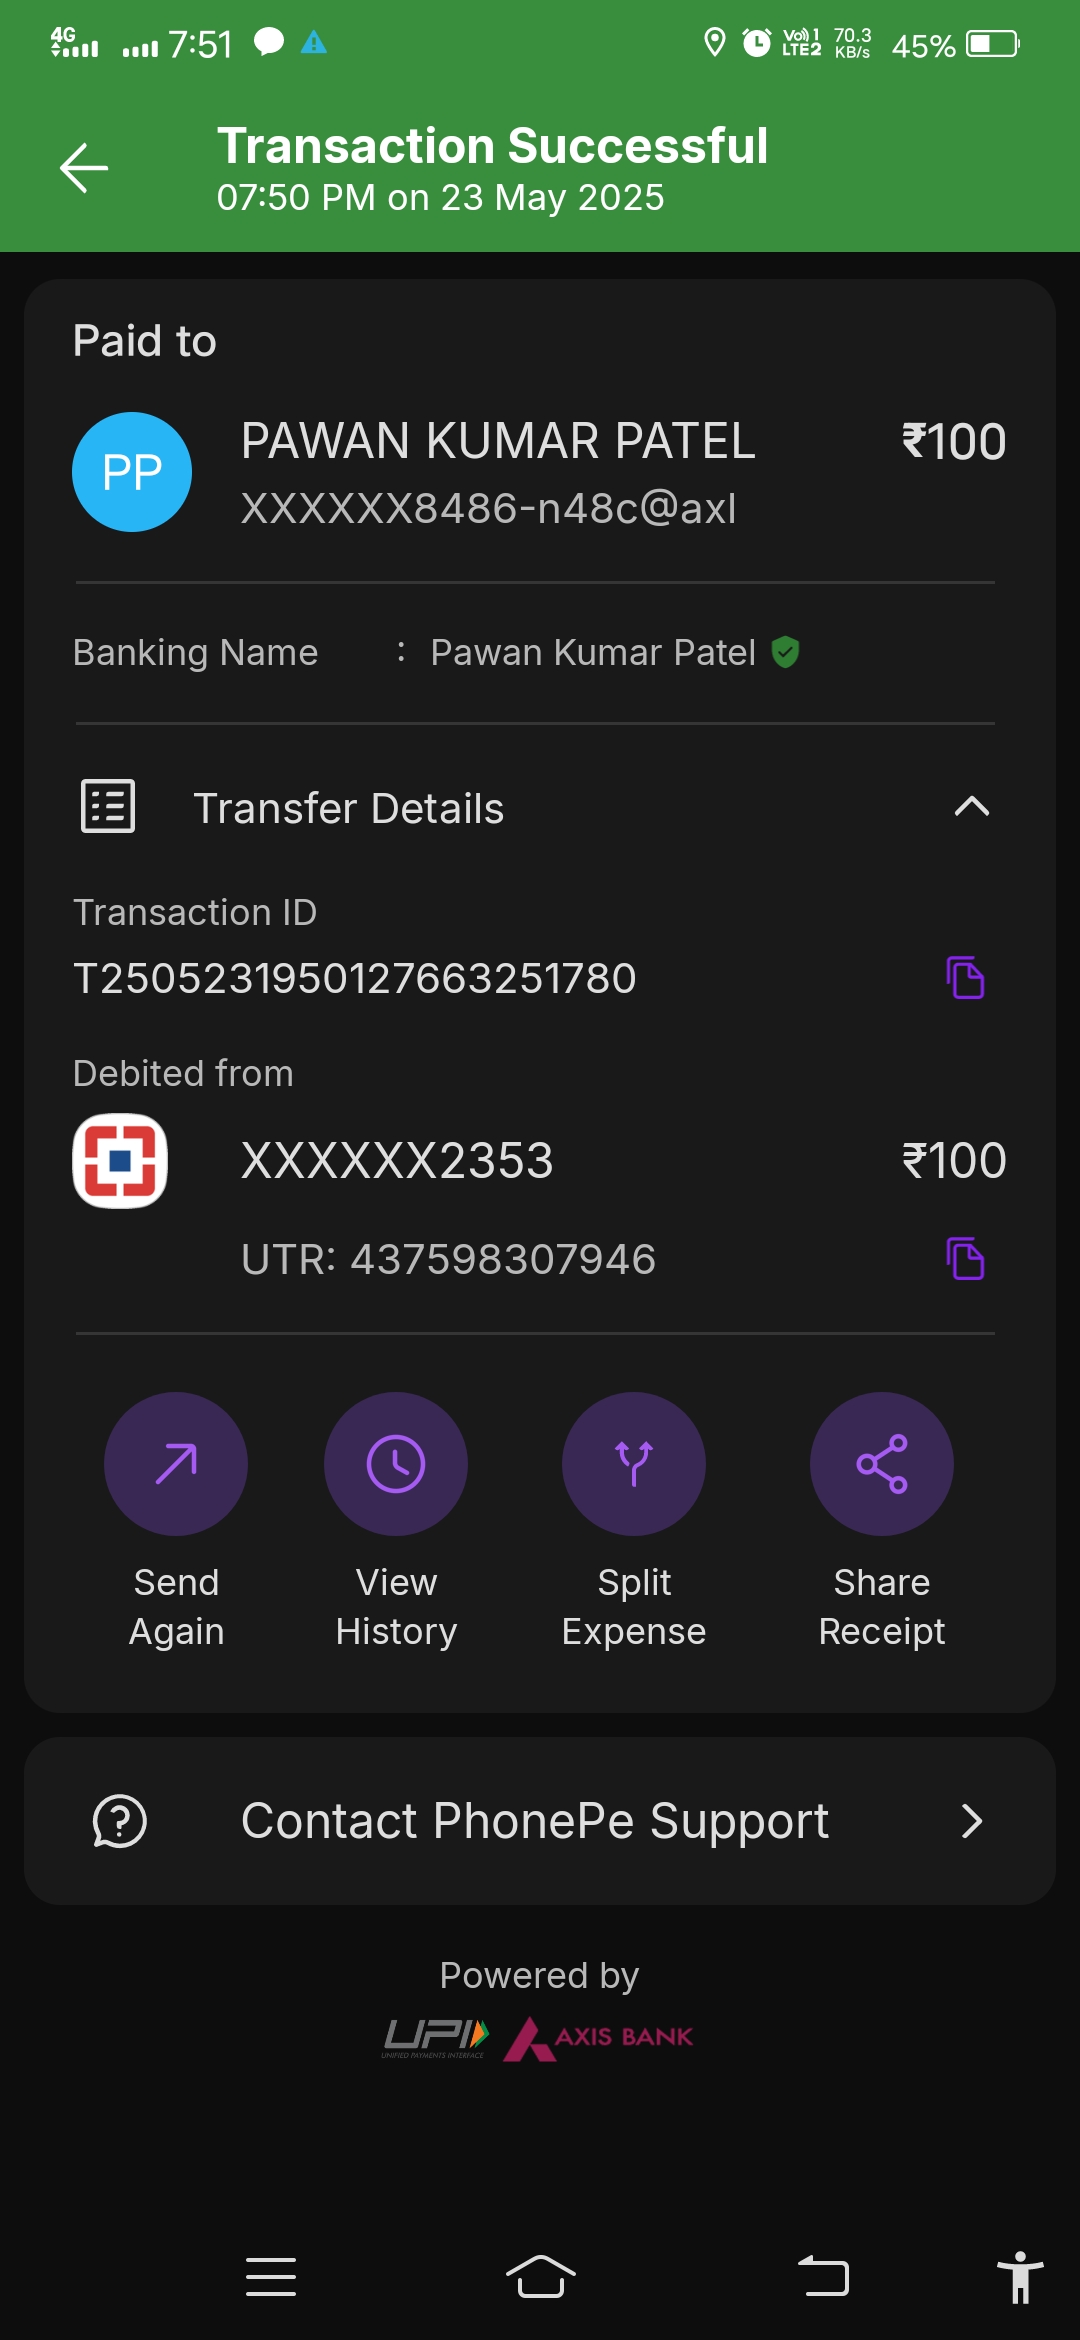 4G 7:51 Vo)) 1 LTE2 70.3 KB/s 45%
Transaction Successful
07:50 PM on 23 May 2025
Paid to
PP PAWAN KUMAR PATEL ₹100
XXXXXX8486-n48c@axl
Banking Name : Pawan Kumar Patel
Transfer Details
Transaction ID
T2505231950127663251780
Debited from
XXXXXX2353 ₹100
UTR: 437598307946
Send Again
View History
Split Expense
Share Receipt
Contact PhonePe Support
Powered by
UPI AXIS BANK
UNIFIED PAYMENTS INTERFACE